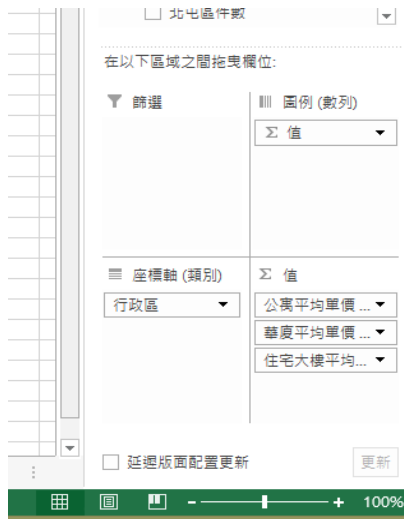 北屯區件數
在以下區域之間拖曳欄位:
篩選
圖例 (數列)
Σ 值
座標軸 (類別)
Σ 值
行政區
公寓平均單價 ...
華廈平均單價 ...
住宅大樓平均...
延遲版面配置更新
更新
100%